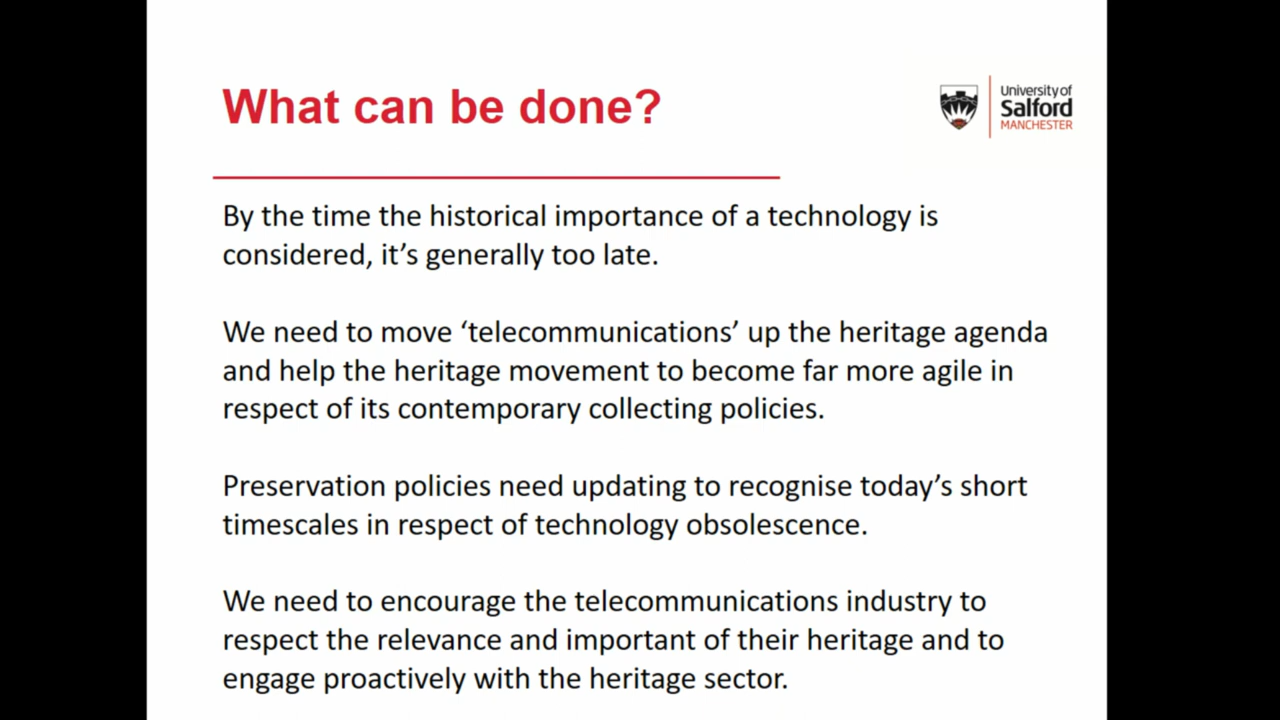 What can be done?
University of
Salford
MANCHESTER
By the time the historical importance of a technology is
considered, it’s generally too late.
We need to move ‘telecommunications’ up the heritage agenda
and help the heritage movement to become far more agile in
respect of its contemporary collecting policies.
Preservation policies need updating to recognise today’s short
timescales in respect of technology obsolescence.
We need to encourage the telecommunications industry to
respect the relevance and important of their heritage and to
engage proactively with the heritage sector.